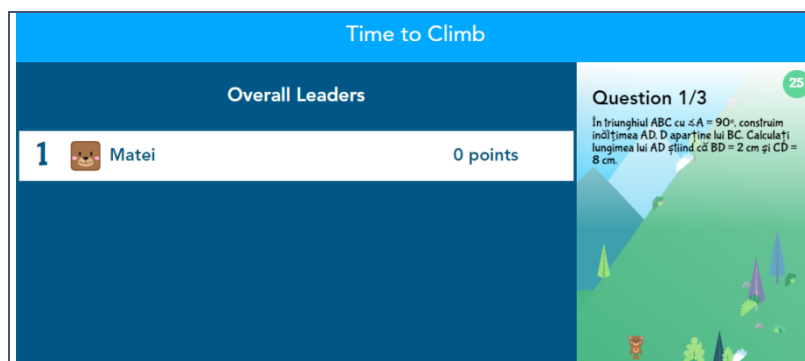 Time to Climb
Overall Leaders
1 Matei 0 points
25
Question 1/3
În triunghiul ABC cu ∡A = 90°, construim
înălțimea AD, D aparține lui BC. Calculați
lungimea lui AD știind că BD = 2 cm și CD =
8 cm.